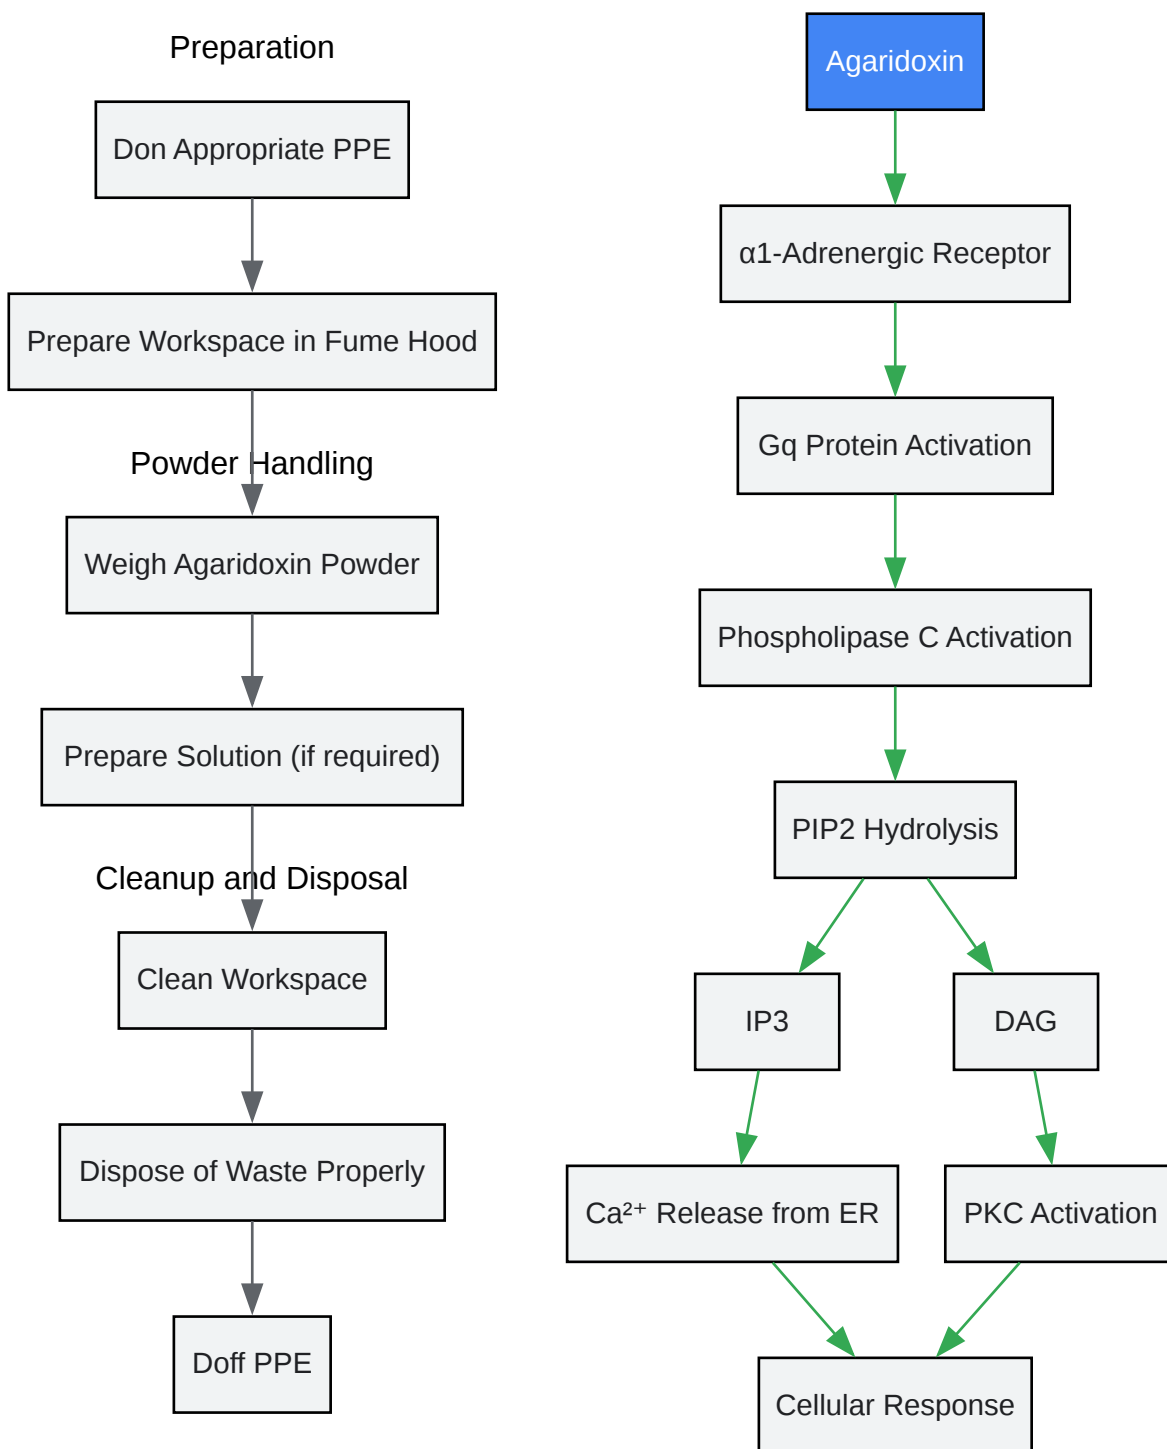 Preparation
Don Appropriate PPE
Prepare Workspace in Fume Hood
Powder Handling
Weigh Agaridoxin Powder
Prepare Solution (if required)
Cleanup and Disposal
Clean Workspace
Dispose of Waste Properly
Doff PPE
Agaridoxin
α1-Adrenergic Receptor
Gq Protein Activation
Phospholipase C Activation
PIP2 Hydrolysis
IP3
DAG
Ca²⁺ Release from ER
PKC Activation
Cellular Response